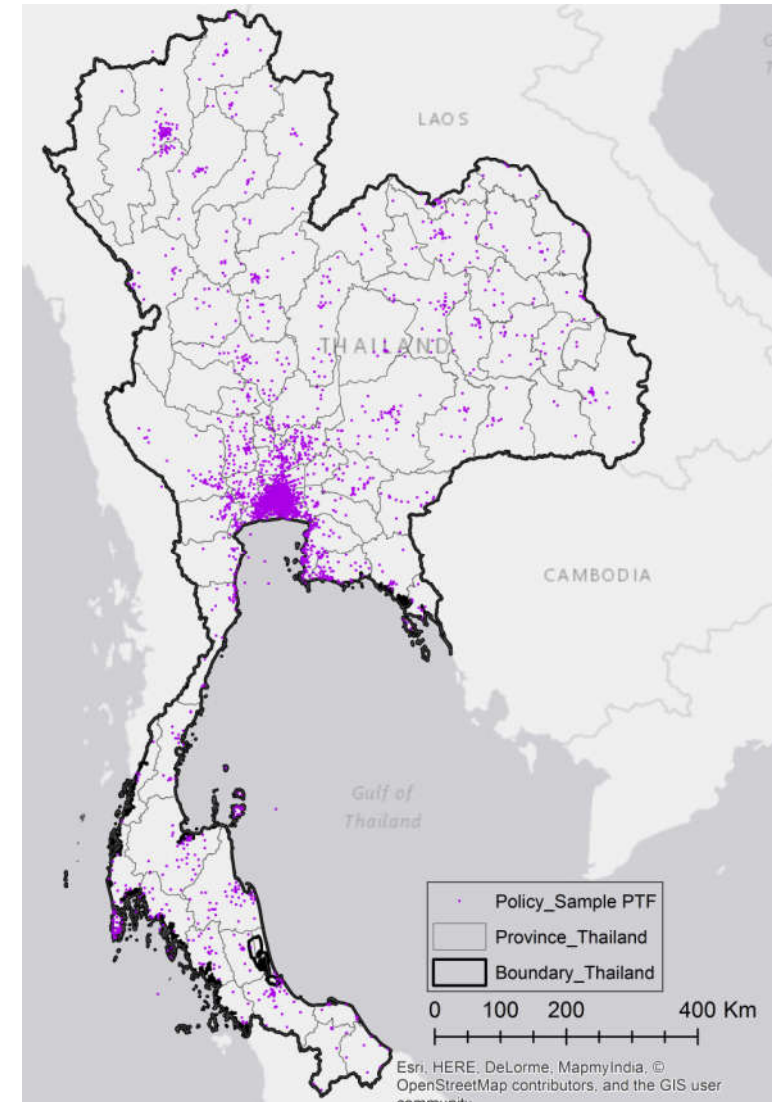 LAOS
THAILAND
CAMBODIA
Gulf of
Thailand
Policy_Sample PTF
Province_Thailand
Boundary_Thailand
0 100 200 400 Km
Esri, HERE, DeLorme, MapmyIndia, ©
OpenStreetMap contributors, and the GIS user